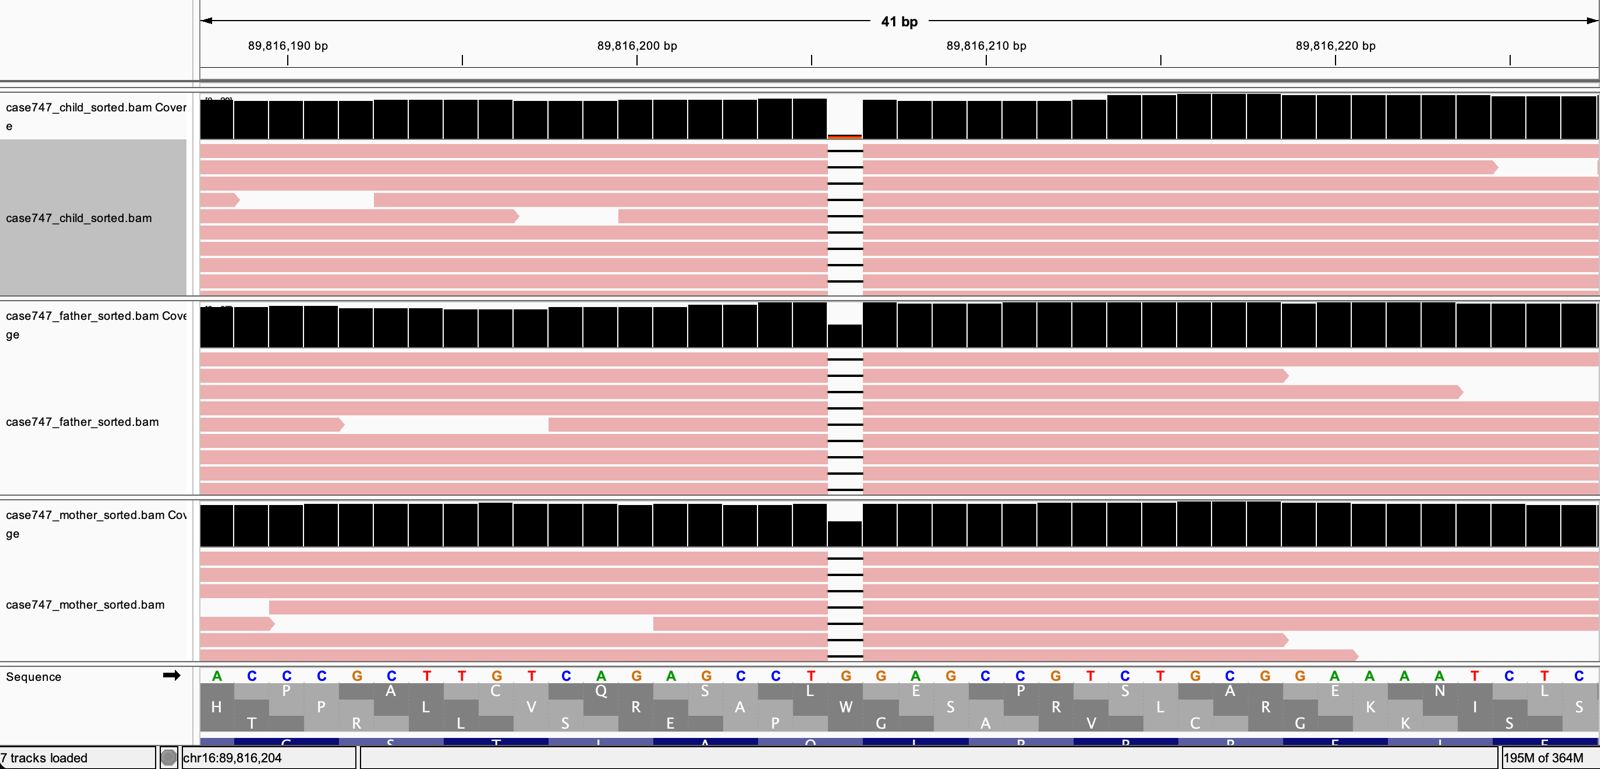 41 bp
89,816,190 bp 89,816,200 bp 89,816,210 bp 89,816,220 bp
case747_child_sorted.bam Cover
e
case747_child_sorted.bam
case747_father_sorted.bam Cove
ge
case747_father_sorted.bam
case747_mother_sorted.bam Cov
ge
case747_mother_sorted.bam
Sequence A C C C G C T T G T C A G A G C C T G G A G C C G T C T G C G G A A A A T C T C
P A C Q S L E P S A E N L
H P L V R A W S R L R K I S
T R L S E P G A V C G K S
7 tracks loaded chr16:89,816,204 195M of 364M